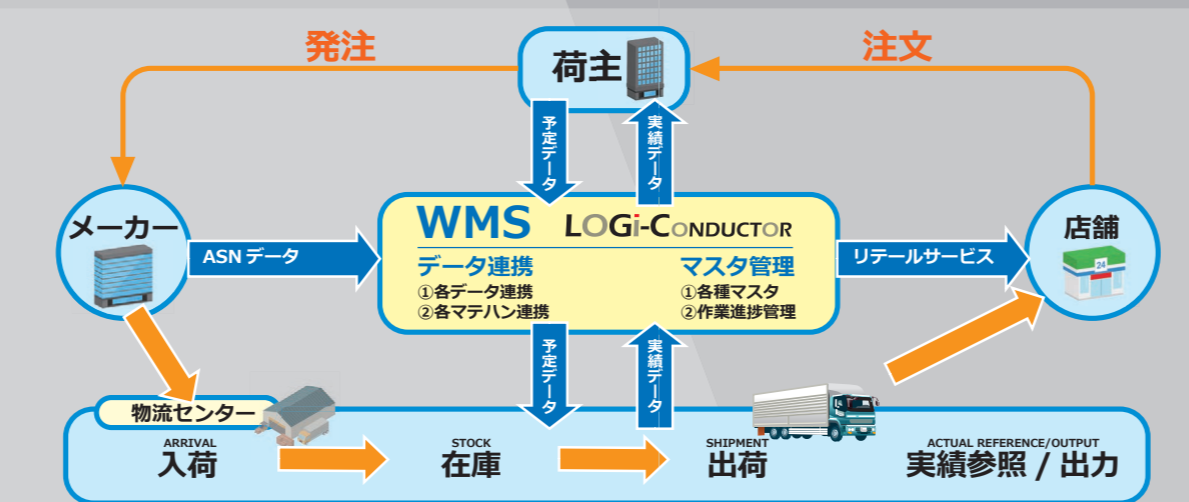 発注
注文
荷主
予定データ
実績データ
メーカー
ASN データ
WMS LOGi-CONDUCTOR
データ連携
①各データ連携
②各マテハン連携
マスタ管理
①各種マスタ
②作業進捗管理
リテールサービス
店舗
24
予定データ
実績データ
物流センター
ARRIVAL
入荷
STOCK
在庫
SHIPMENT
出荷
ACTUAL REFERENCE/OUTPUT
実績参照 / 出力